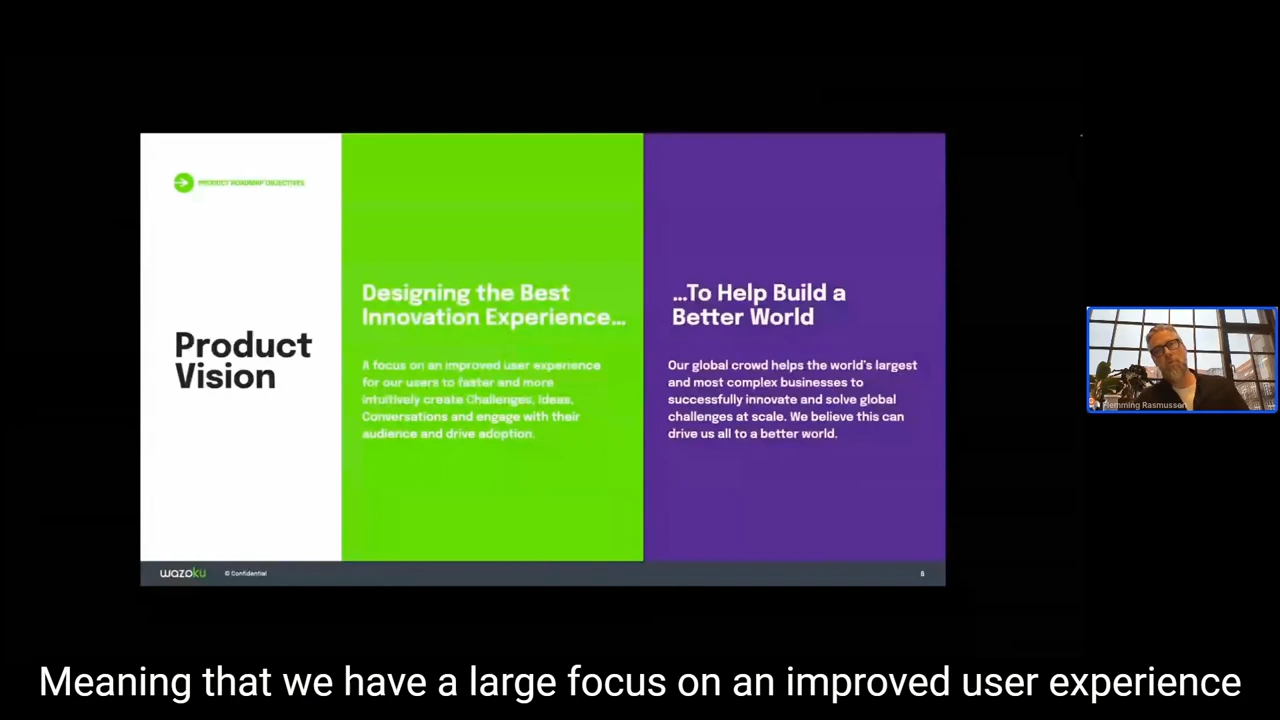 PRODUCT ROADMAP OBJECTIVES
Product
Vision
Designing the Best
Innovation Experience...
A focus on an improved user experience
for our users to faster and more
intuitively create Challenges, Ideas,
Conversations and engage with their
audience and drive adoption.
...To Help Build a
Better World
Our global crowd helps the world's largest
and most complex businesses to
successfully innovate and solve global
challenges at scale. We believe this can
drive us all to a better world.
wazoku
© Confidential
Flemming Rasmussen
Meaning that we have a large focus on an improved user experience